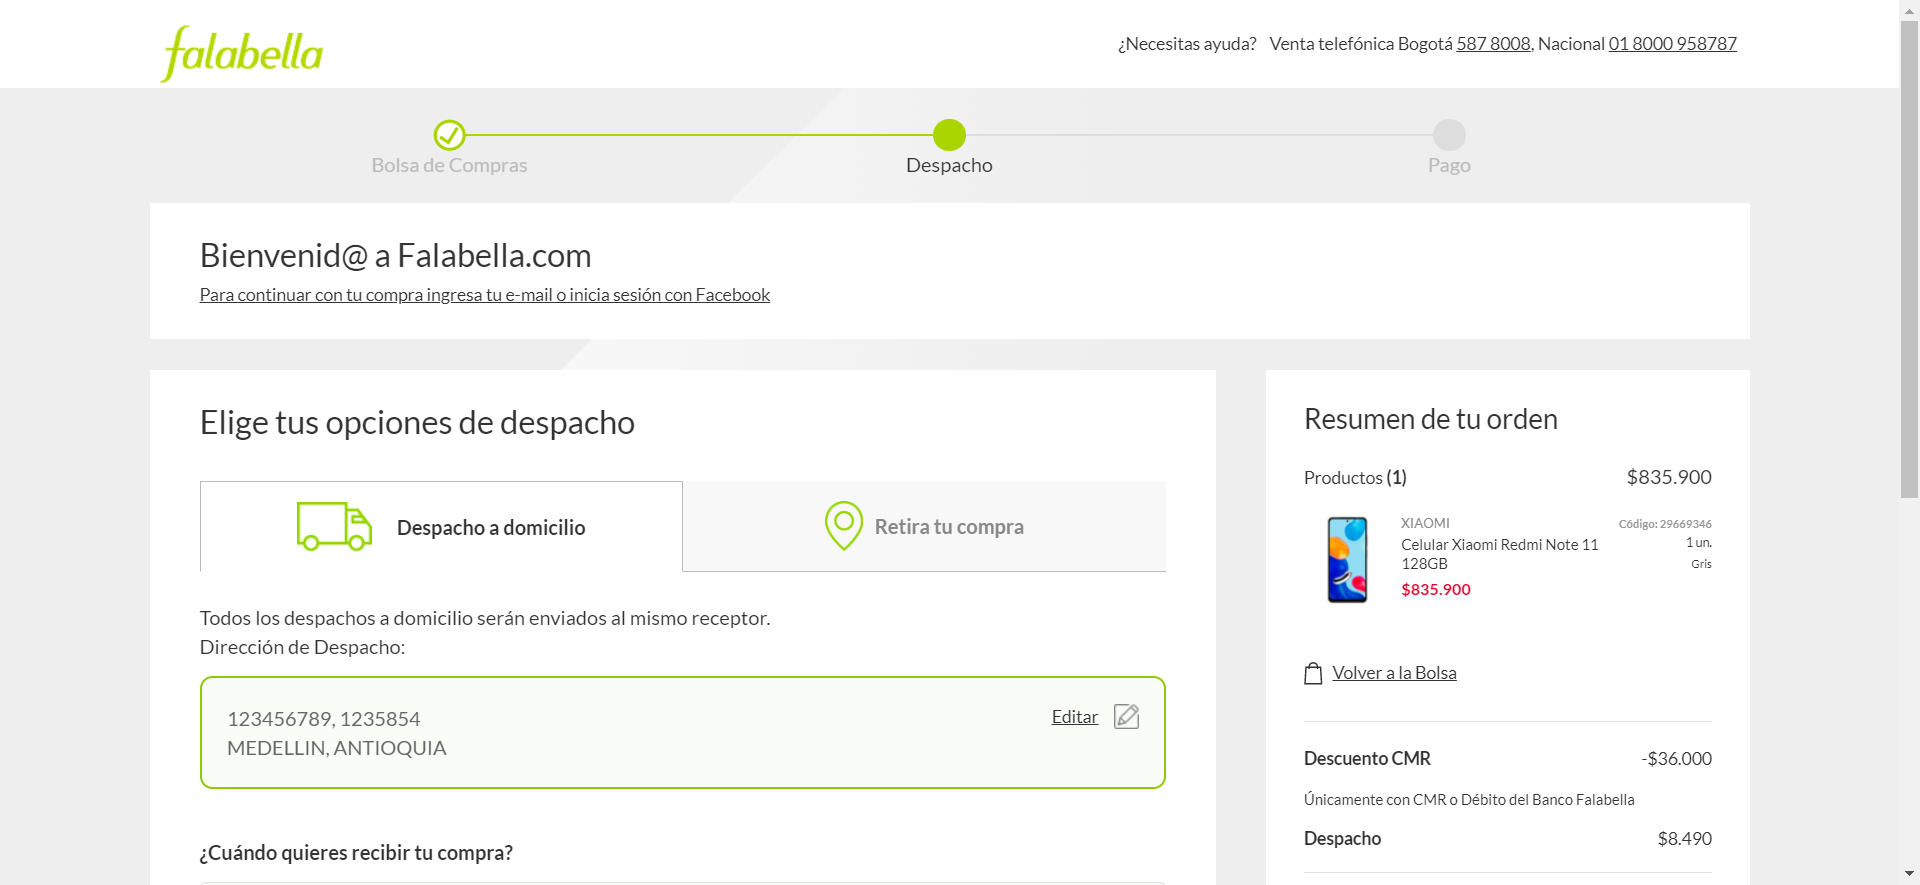 falabella
¿Necesitas ayuda? Venta telefónica Bogotá 587 8008, Nacional 01 8000 958787
Bolsa de Compras
Despacho
Pago
Bienvenid@ a Falabella.com
Para continuar con tu compra ingresa tu e-mail o inicia sesión con Facebook
Elige tus opciones de despacho
Despacho a domicilio
Retira tu compra
Todos los despachos a domicilio serán enviados al mismo receptor.
Dirección de Despacho:
123456789, 1235854
MEDELLIN, ANTIOQUIA
Editar
¿Cuándo quieres recibir tu compra?
Resumen de tu orden
Productos (1) $835.900
XIAOMI
Celular Xiaomi Redmi Note 11
128GB
$835.900
Código: 29669346
1 un.
Gris
Volver a la Bolsa
Descuento CMR -$36.000
Únicamente con CMR o Débito del Banco Falabella
Despacho $8.490